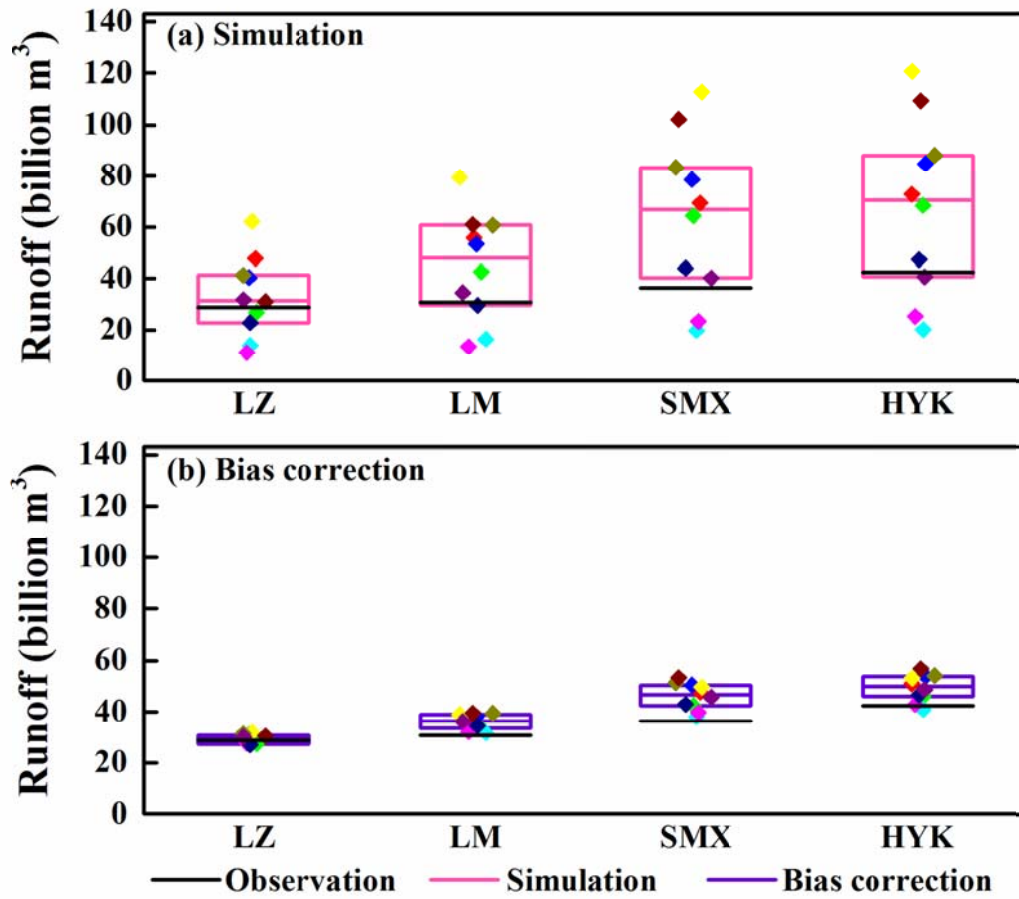 (a) Simulation
Runoff (billion m³)
140
120
100
80
60
40
20
0
LZ LM SMX HYK
(b) Bias correction
Runoff (billion m³)
140
120
100
80
60
40
20
0
LZ LM SMX HYK
Observation Simulation Bias correction